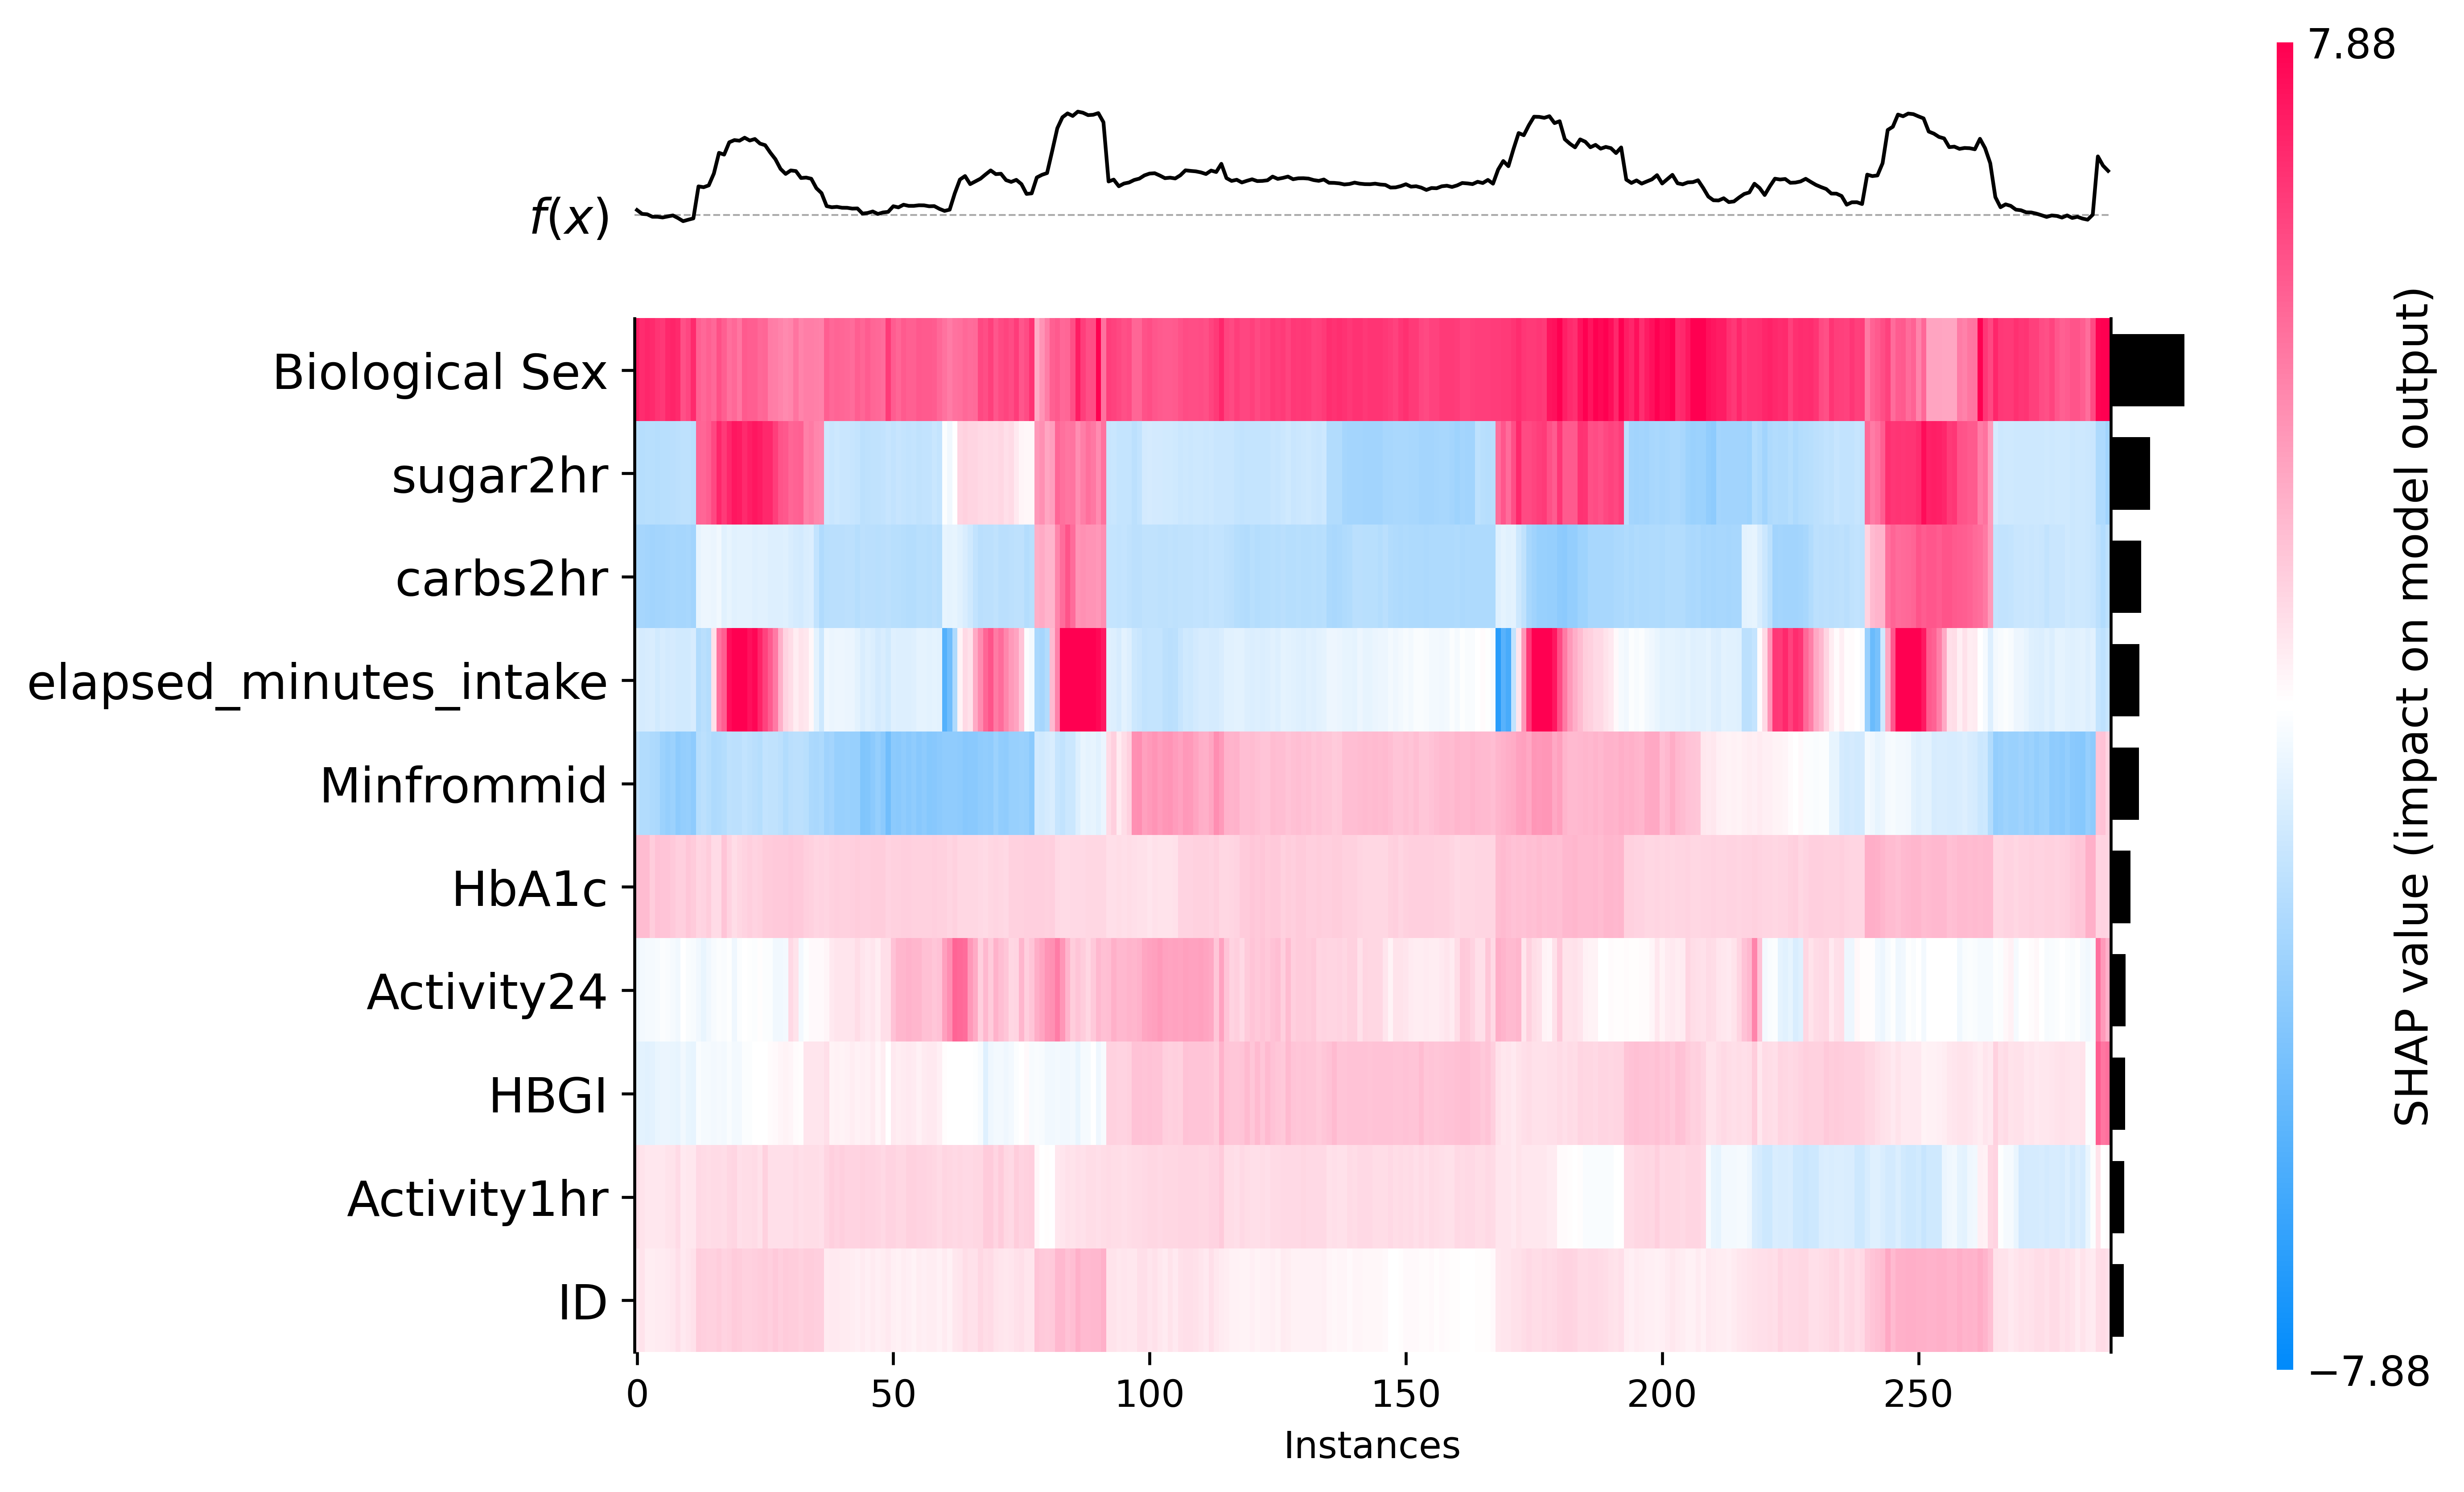 7.88
f(x)
Biological Sex
sugar2hr
carbs2hr
elapsed_minutes_intake
Minfrommid
HbA1c
Activity24
HBGI
Activity1hr
ID
0 50 100 150 200 250
Instances
SHAP value (impact on model output)
−7.88